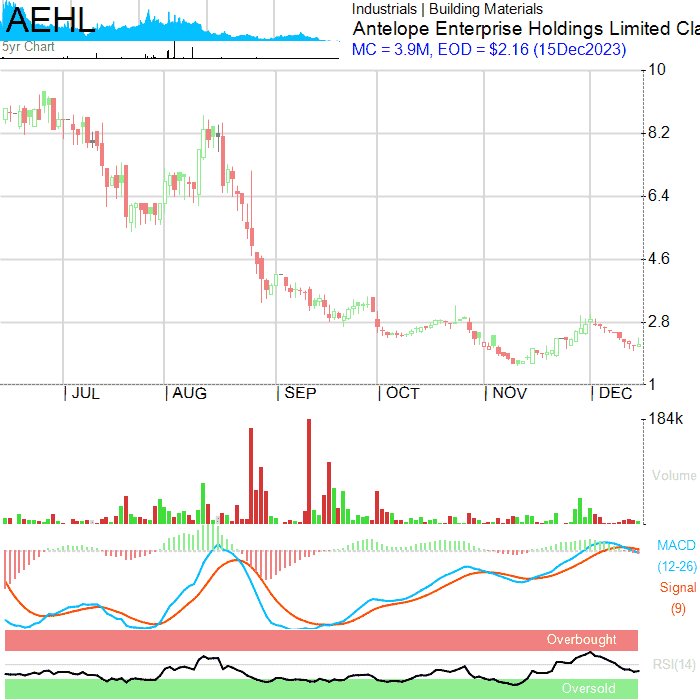 AEHL
5yr Chart
Industrials | Building Materials
Antelope Enterprise Holdings Limited Cla
MC = 3.9M, EOD = $2.16 (15Dec2023)
10
8.2
6.4
4.6
2.8
1
JUL AUG SEP OCT NOV DEC
184k
Volume
MACD
(12-26)
Signal
(9)
Overbought
RSI(14)
Oversold